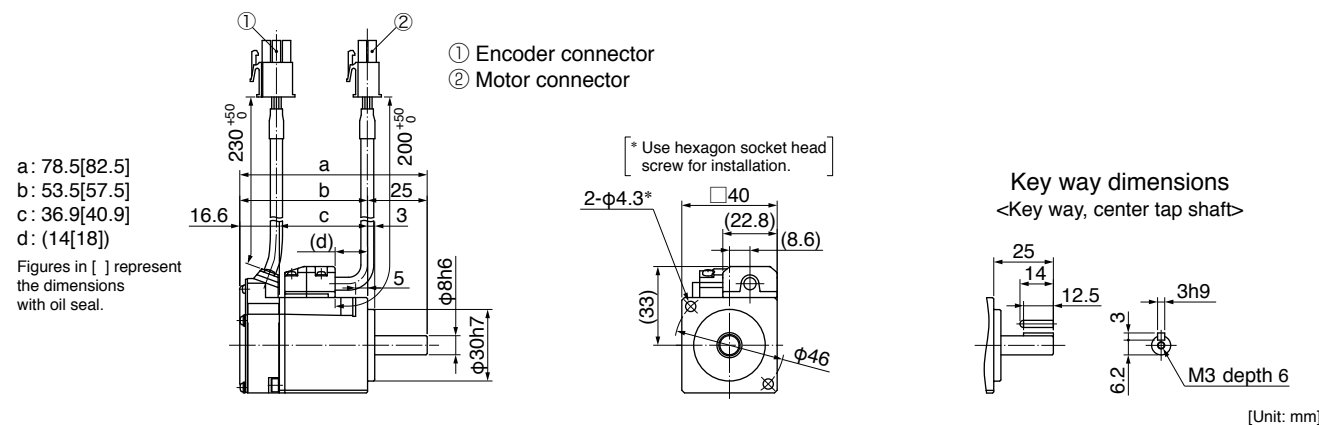 ①
②
① Encoder connector
② Motor connector
230 +50 0
200 +50 0
a: 78.5[82.5]
b: 53.5[57.5]
c: 36.9[40.9]
d: (14[18])
Figures in [ ] represent
the dimensions
with oil seal.
a
b
25
16.6
c
3
(d)
5
φ8h6
φ30h7
* Use hexagon socket head
screw for installation.
2-φ4.3*
□40
(22.8)
(8.6)
(33)
φ46
Key way dimensions
<Key way, center tap shaft>
25
14
12.5
3h9
3
6.2
M3 depth 6
[Unit: mm]